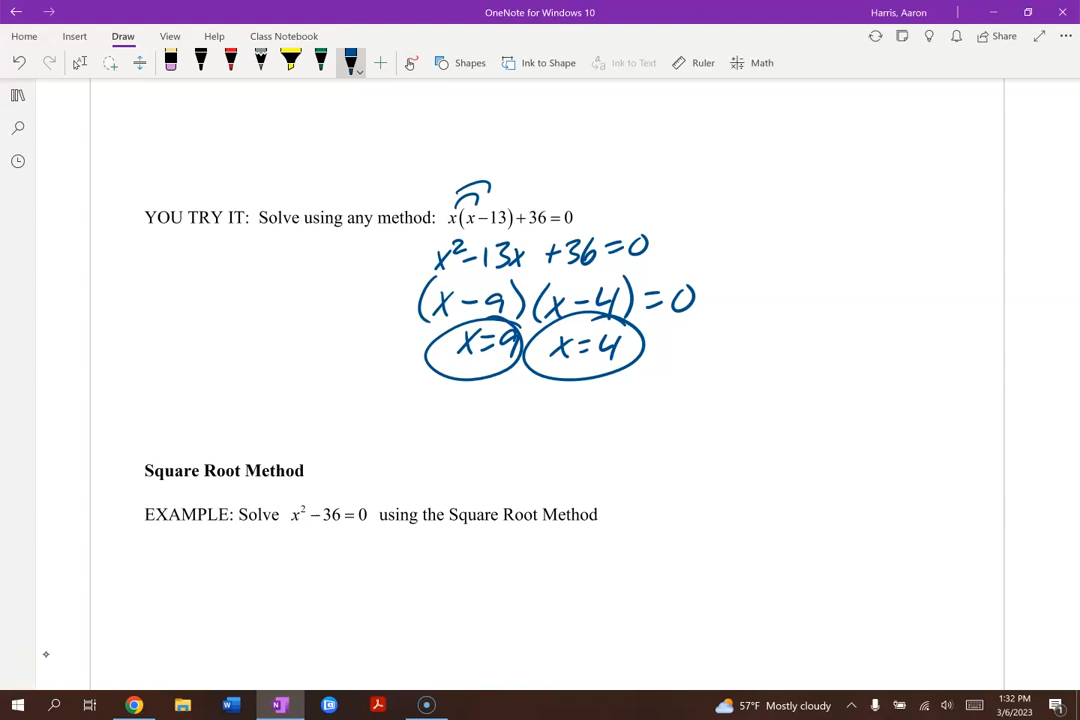 OneNote for Windows 10
Harris, Aaron
Home Insert Draw View Help Class Notebook Share
Shapes Ink to Shape Ink to Text Ruler Math
YOU TRY IT: Solve using any method: x(x−13)+36=0
x²−13x +36=0
(x−9)(x−4)=0
x=9 x=4
Square Root Method
EXAMPLE: Solve x²−36=0 using the Square Root Method
57°F Mostly cloudy
1:32 PM
3/6/2023